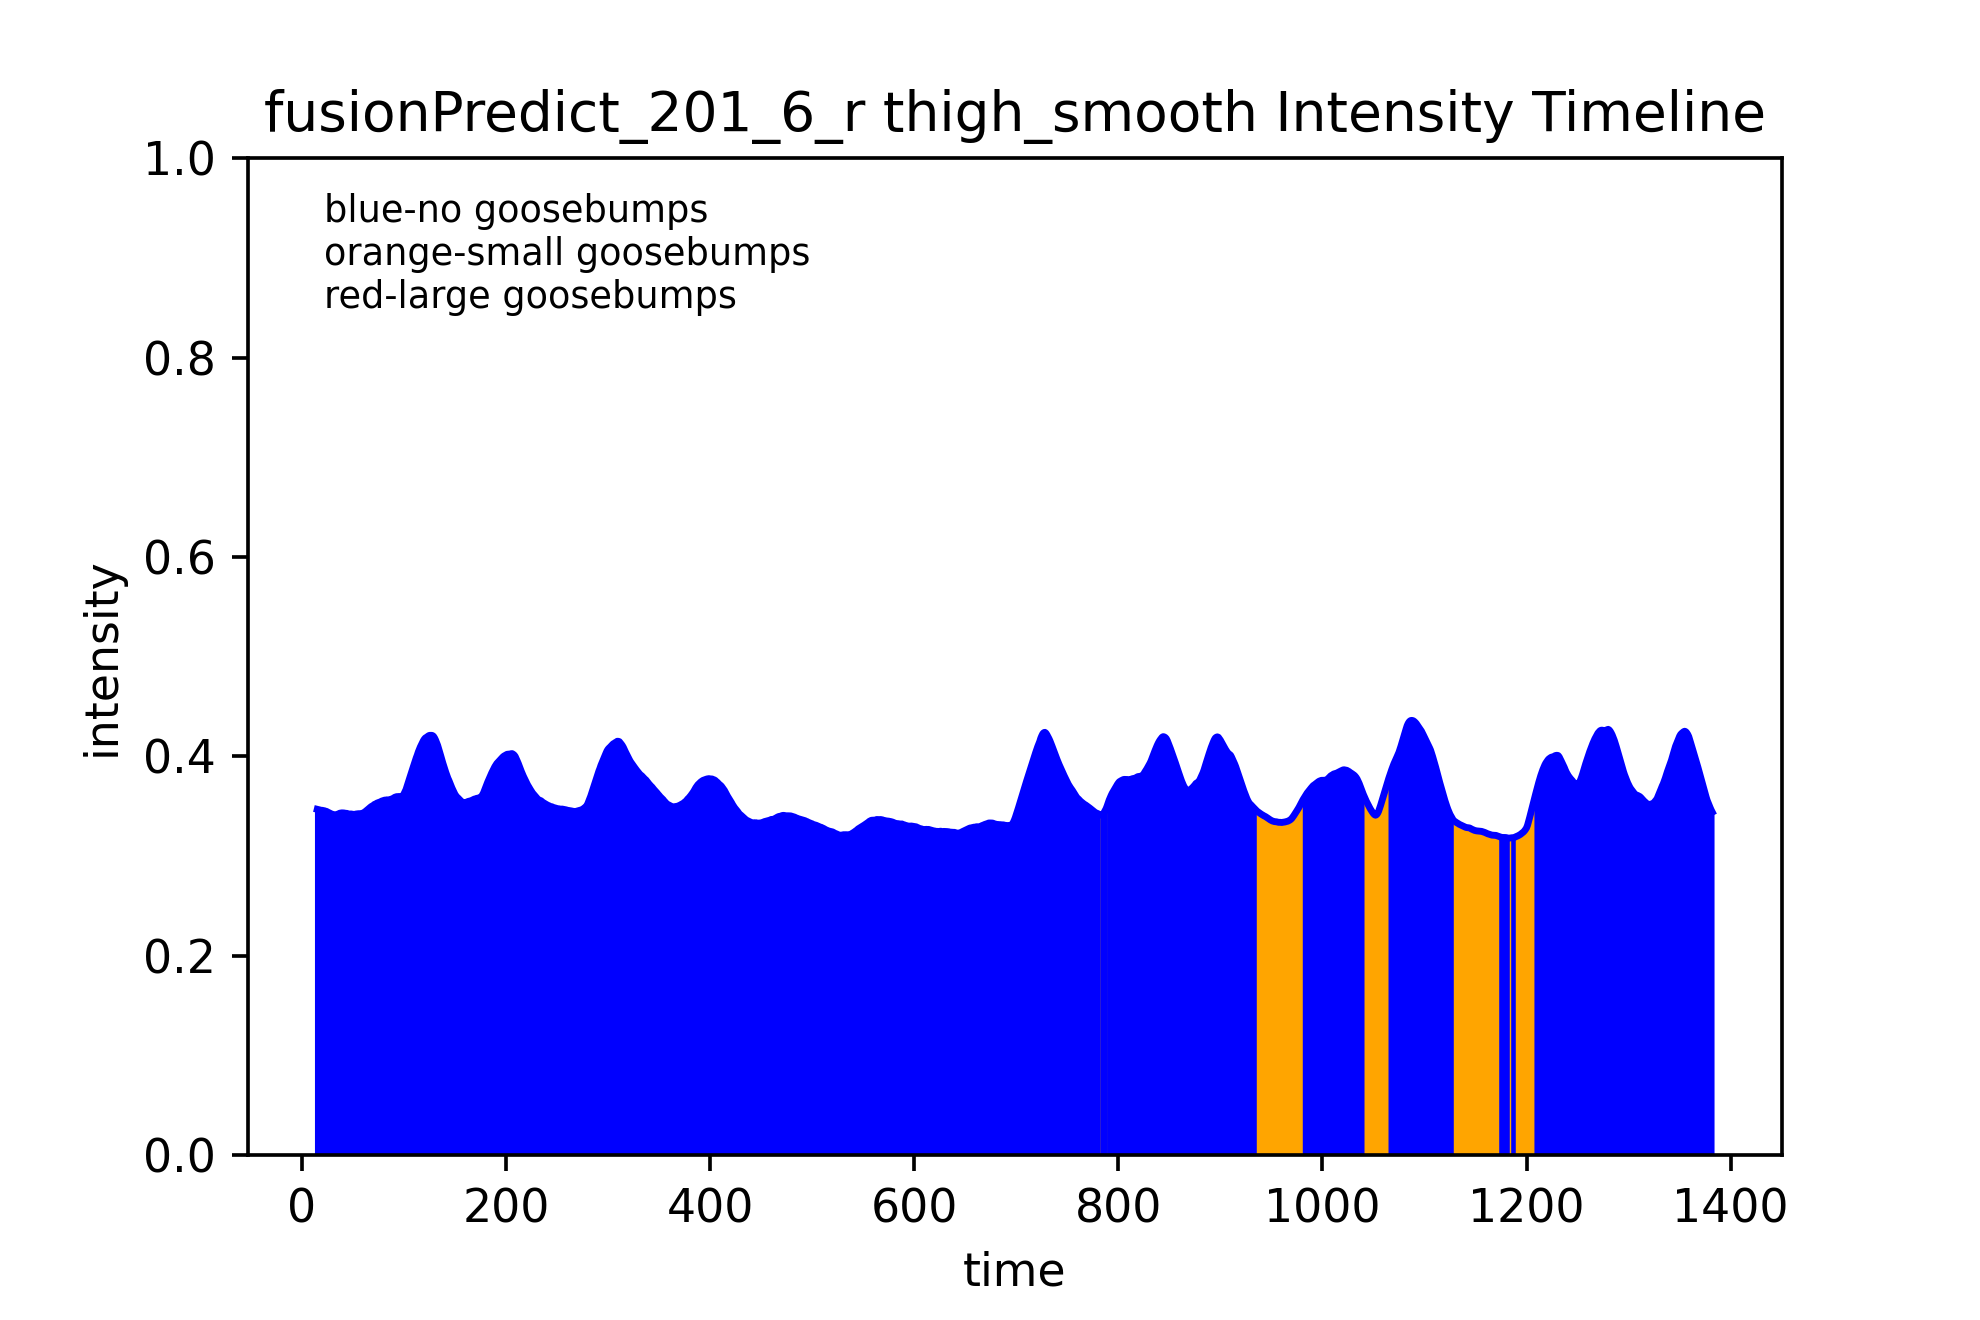 fusionPredict_201_6_r thigh_smooth Intensity Timeline
1.0
blue-no goosebumps
orange-small goosebumps
red-large goosebumps
0.8
0.6
intensity
0.4
0.2
0.0
0 200 400 600 800 1000 1200 1400
time